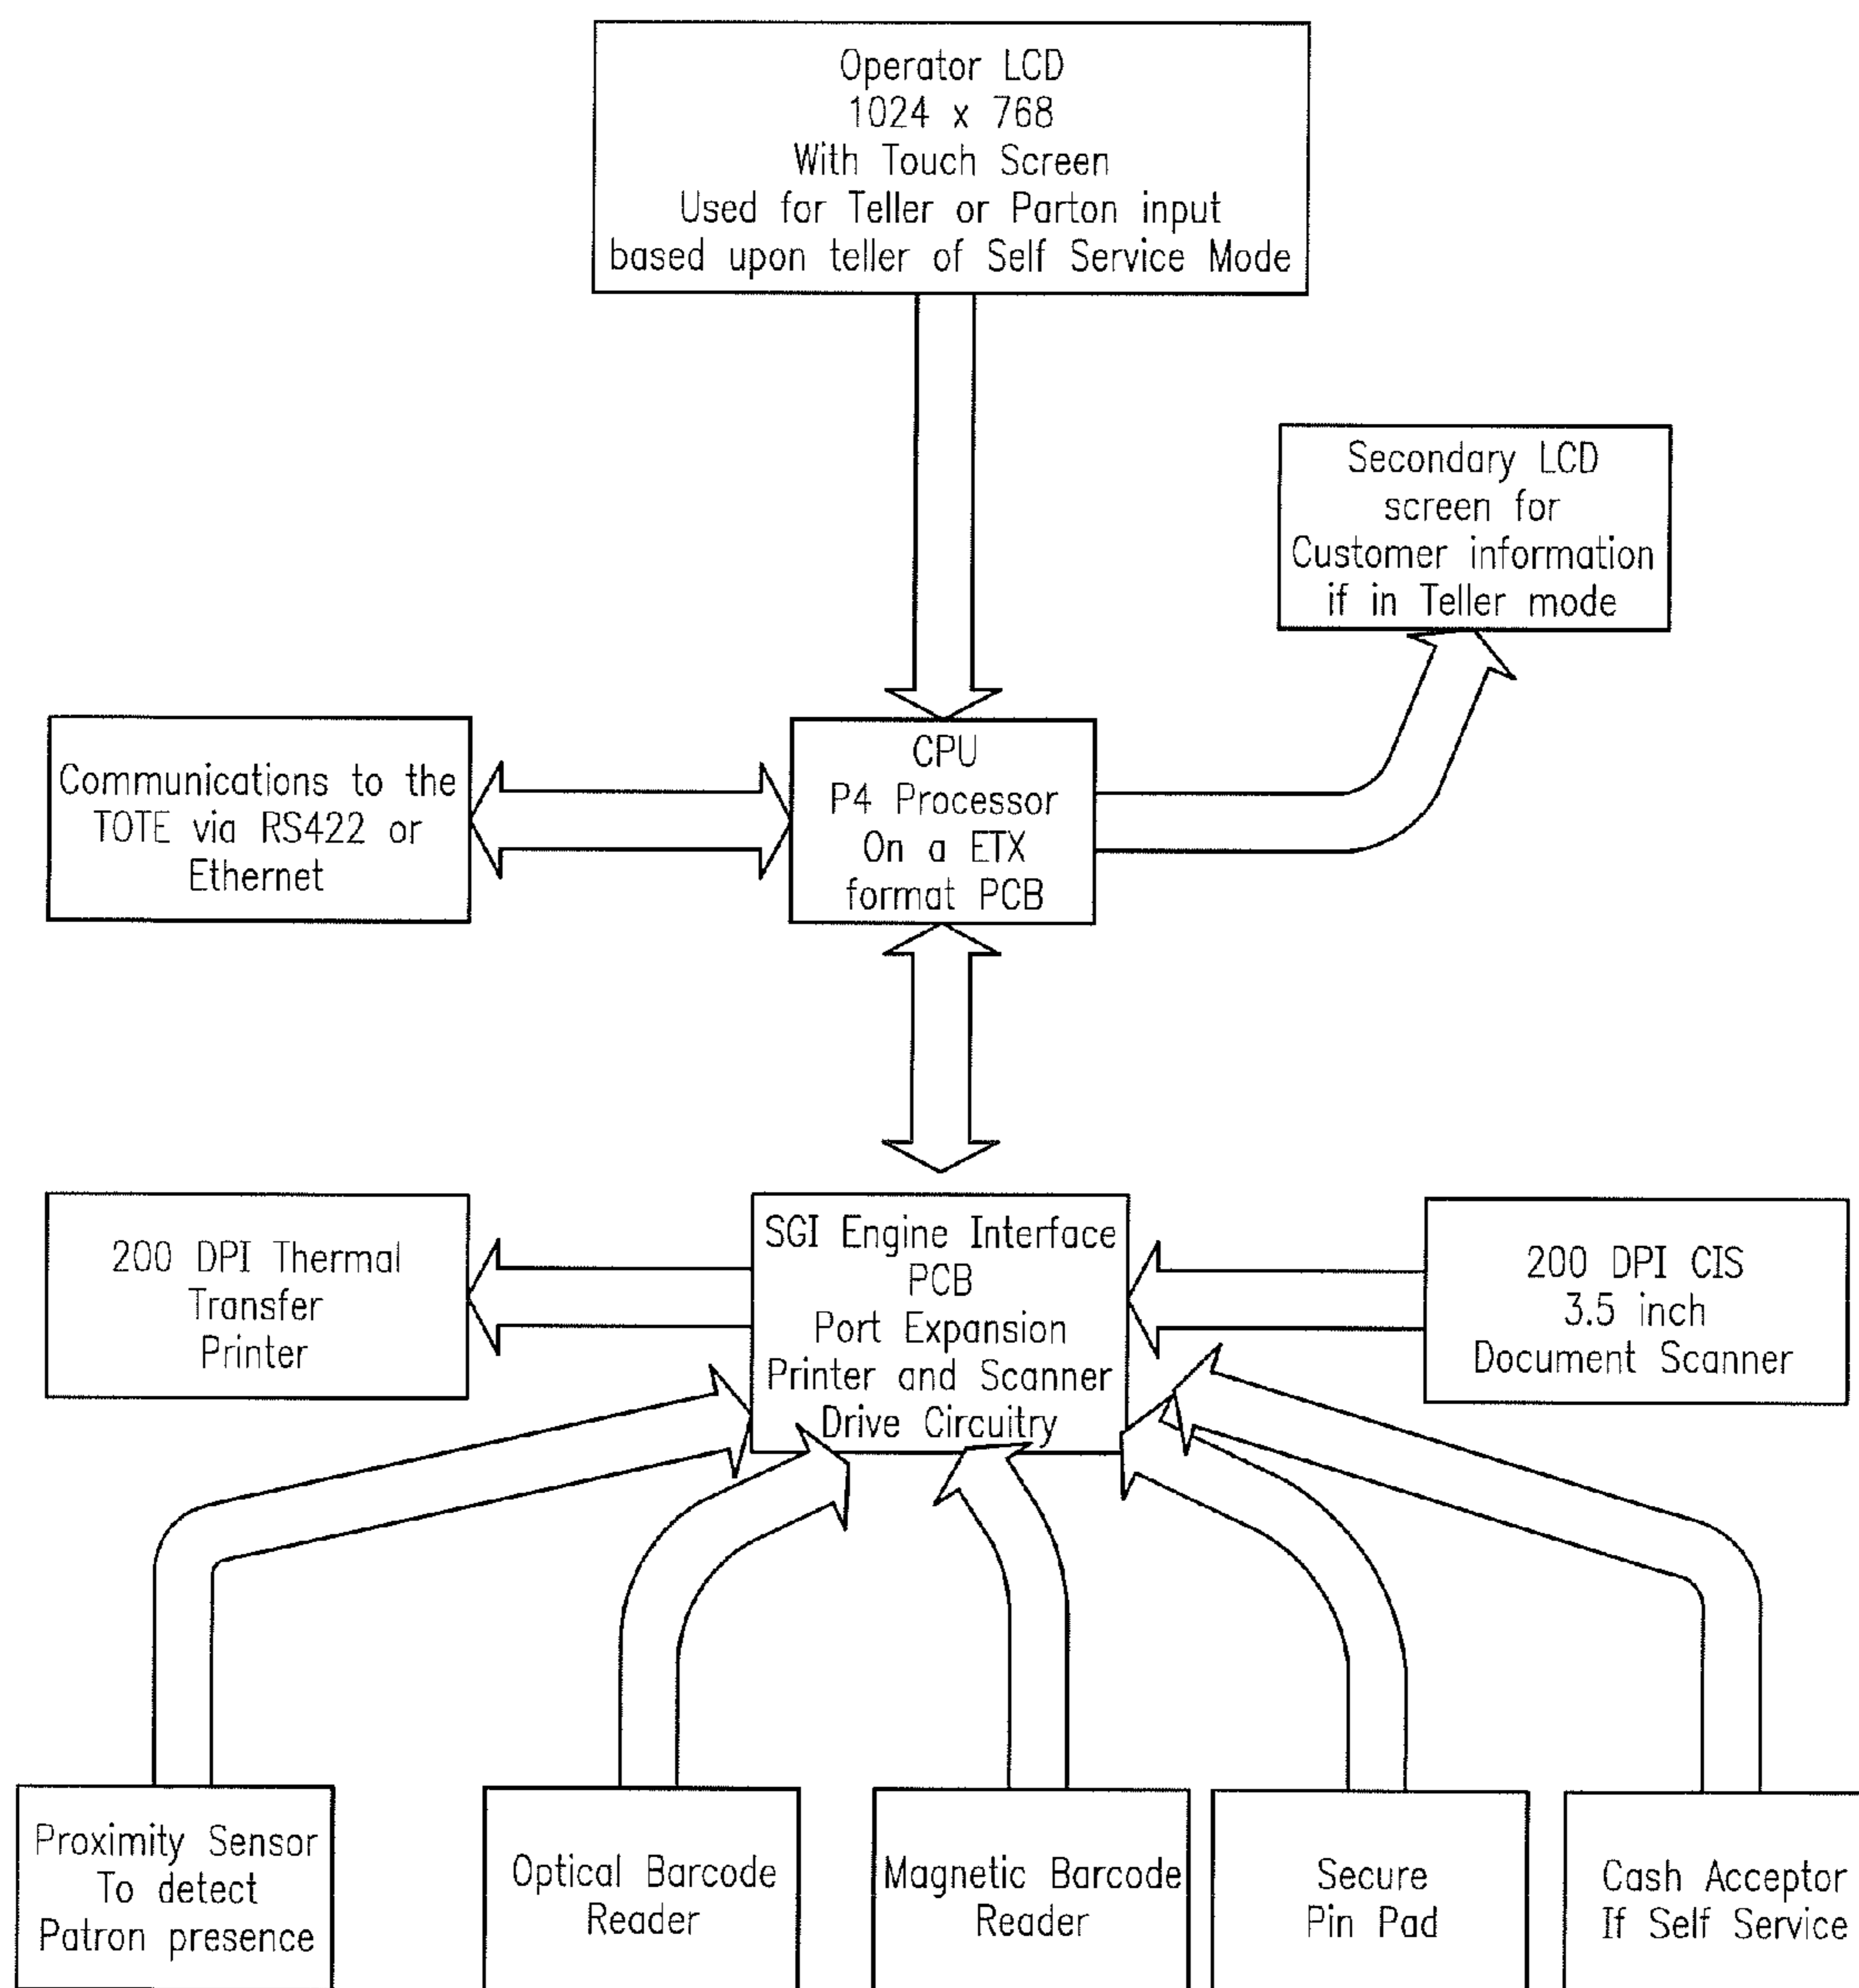 Operator LCD
1024 x 768
With Touch Screen
Used for Teller or Parton input
based upon teller of Self Service Mode
Secondary LCD
screen for
Customer information
if in Teller mode
Communications to the
TOTE via RS422 or
Ethernet
CPU
P4 Processor
On a ETX
format PCB
200 DPI Thermal
Transfer
Printer
SGI Engine Interface
PCB
Port Expansion
Printer and Scanner
Drive Circuitry
200 DPI CIS
3.5 inch
Document Scanner
Proximity Sensor
To detect
Patron presence
Optical Barcode
Reader
Magnetic Barcode
Reader
Secure
Pin Pad
Cash Acceptor
If Self Service